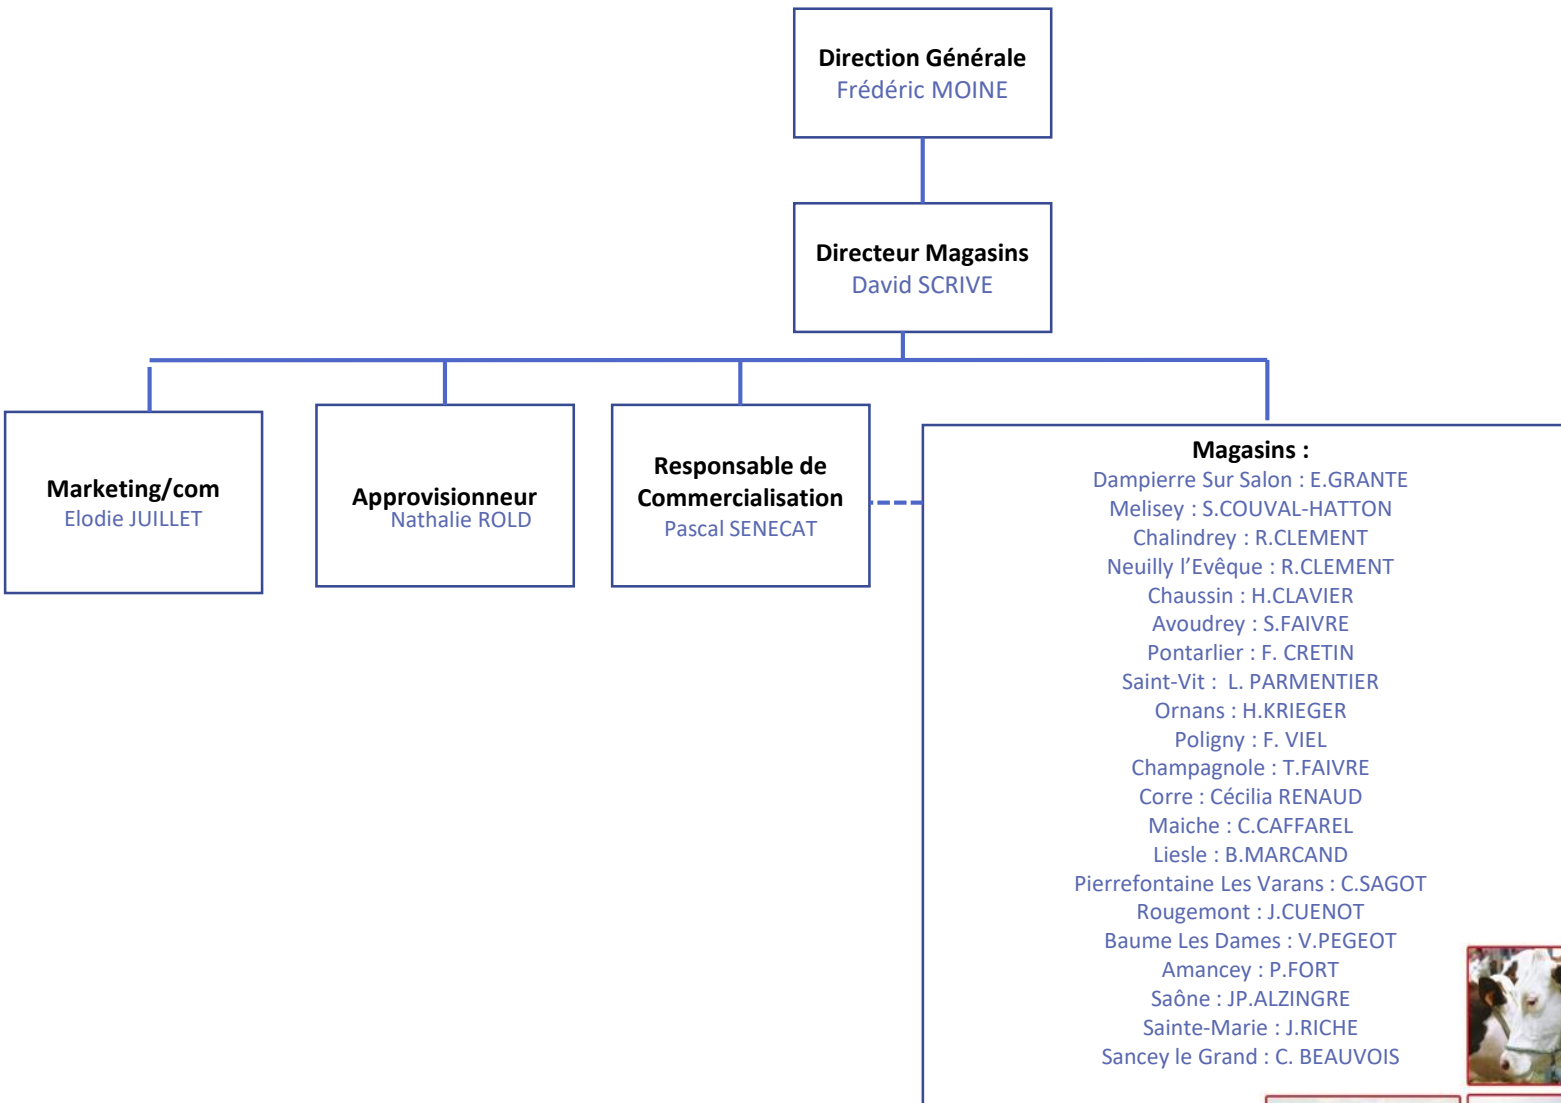 Direction Générale
Frédéric MOINE
Directeur Magasins
David SCRIVE
Marketing/com
Elodie JUILLET
Approvisionneur
Nathalie ROLD
Responsable de
Commercialisation
Pascal SENECAT
Magasins :
Dampierre Sur Salon : E.GRANTE
Melisey : S.COUVAL-HATTON
Chalindrey : R.CLEMENT
Neuilly l’Evêque : R.CLEMENT
Chaussin : H.CLAVIER
Avoudrey : S.FAIVRE
Pontarlier : F. CRETIN
Saint-Vit :  L. PARMENTIER
Ornans : H.KRIEGER
Poligny : F. VIEL
Champagnole : T.FAIVRE
Corre : Cécilia RENAUD
Maiche : C.CAFFAREL
Liesle : B.MARCAND
Pierrefontaine Les Varans : C.SAGOT
Rougemont : J.CUENOT
Baume Les Dames : V.PEGEOT
Amancey : P.FORT
Saône : JP.ALZINGRE
Sainte-Marie : J.RICHE
Sancey le Grand : C. BEAUVOIS